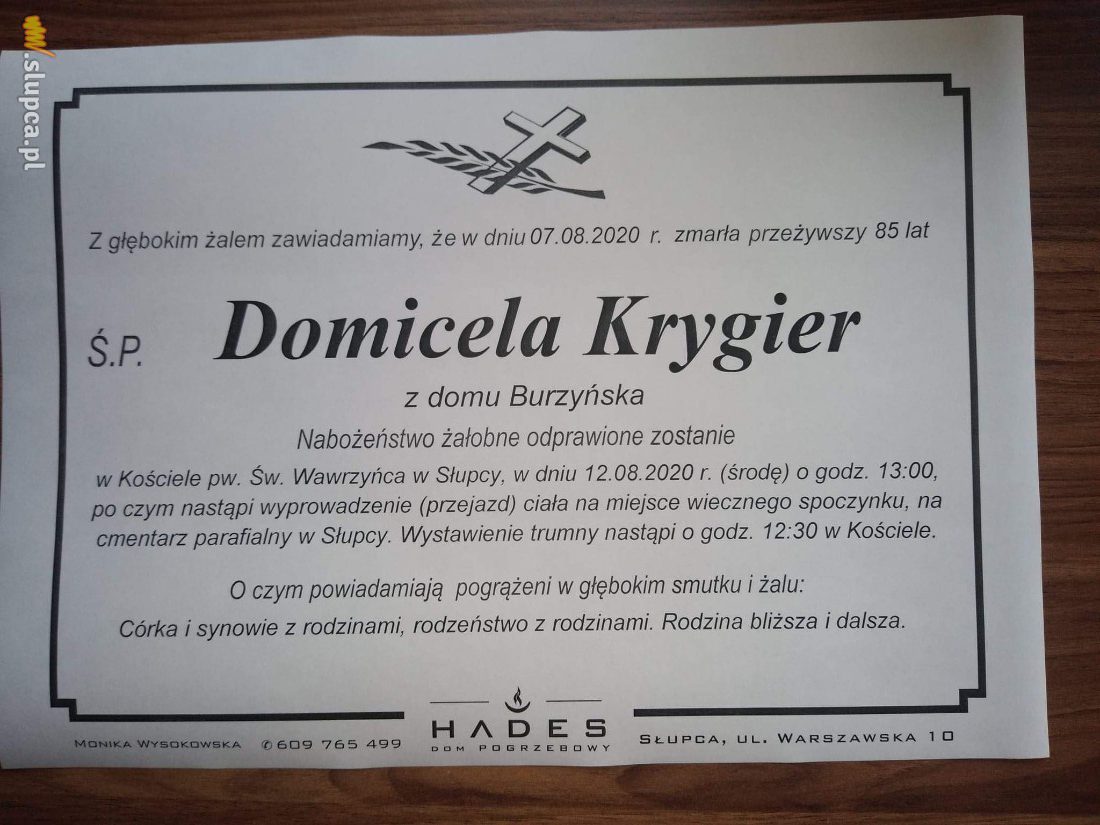 www.slupca.pl
Z głębokim żalem zawiadamiamy, że w dniu 07.08.2020 r. zmarła przeżywszy 85 lat
Ś.P. Domicela Krygier
z domu Burzyńska
Nabożeństwo żałobne odprawione zostanie
w Kościele pw. Św. Wawrzyńca w Słupcy, w dniu 12.08.2020 r. (środę) o godz. 13:00,
po czym nastąpi wyprowadzenie (przejazd) ciała na miejsce wiecznego spoczynku, na
cmentarz parafialny w Słupcy. Wystawienie trumny nastąpi o godz. 12:30 w Kościele.
O czym powiadamiają pogrążeni w głębokim smutku i żalu:
Córka i synowie z rodzinami, rodzeństwo z rodzinami. Rodzina bliższa i dalsza.
HADES
DOM POGRZEBOWY
MONIKA WYSOKOWSKA ✆ 609 765 499
SŁUPCA, UL. WARSZAWSKA 10